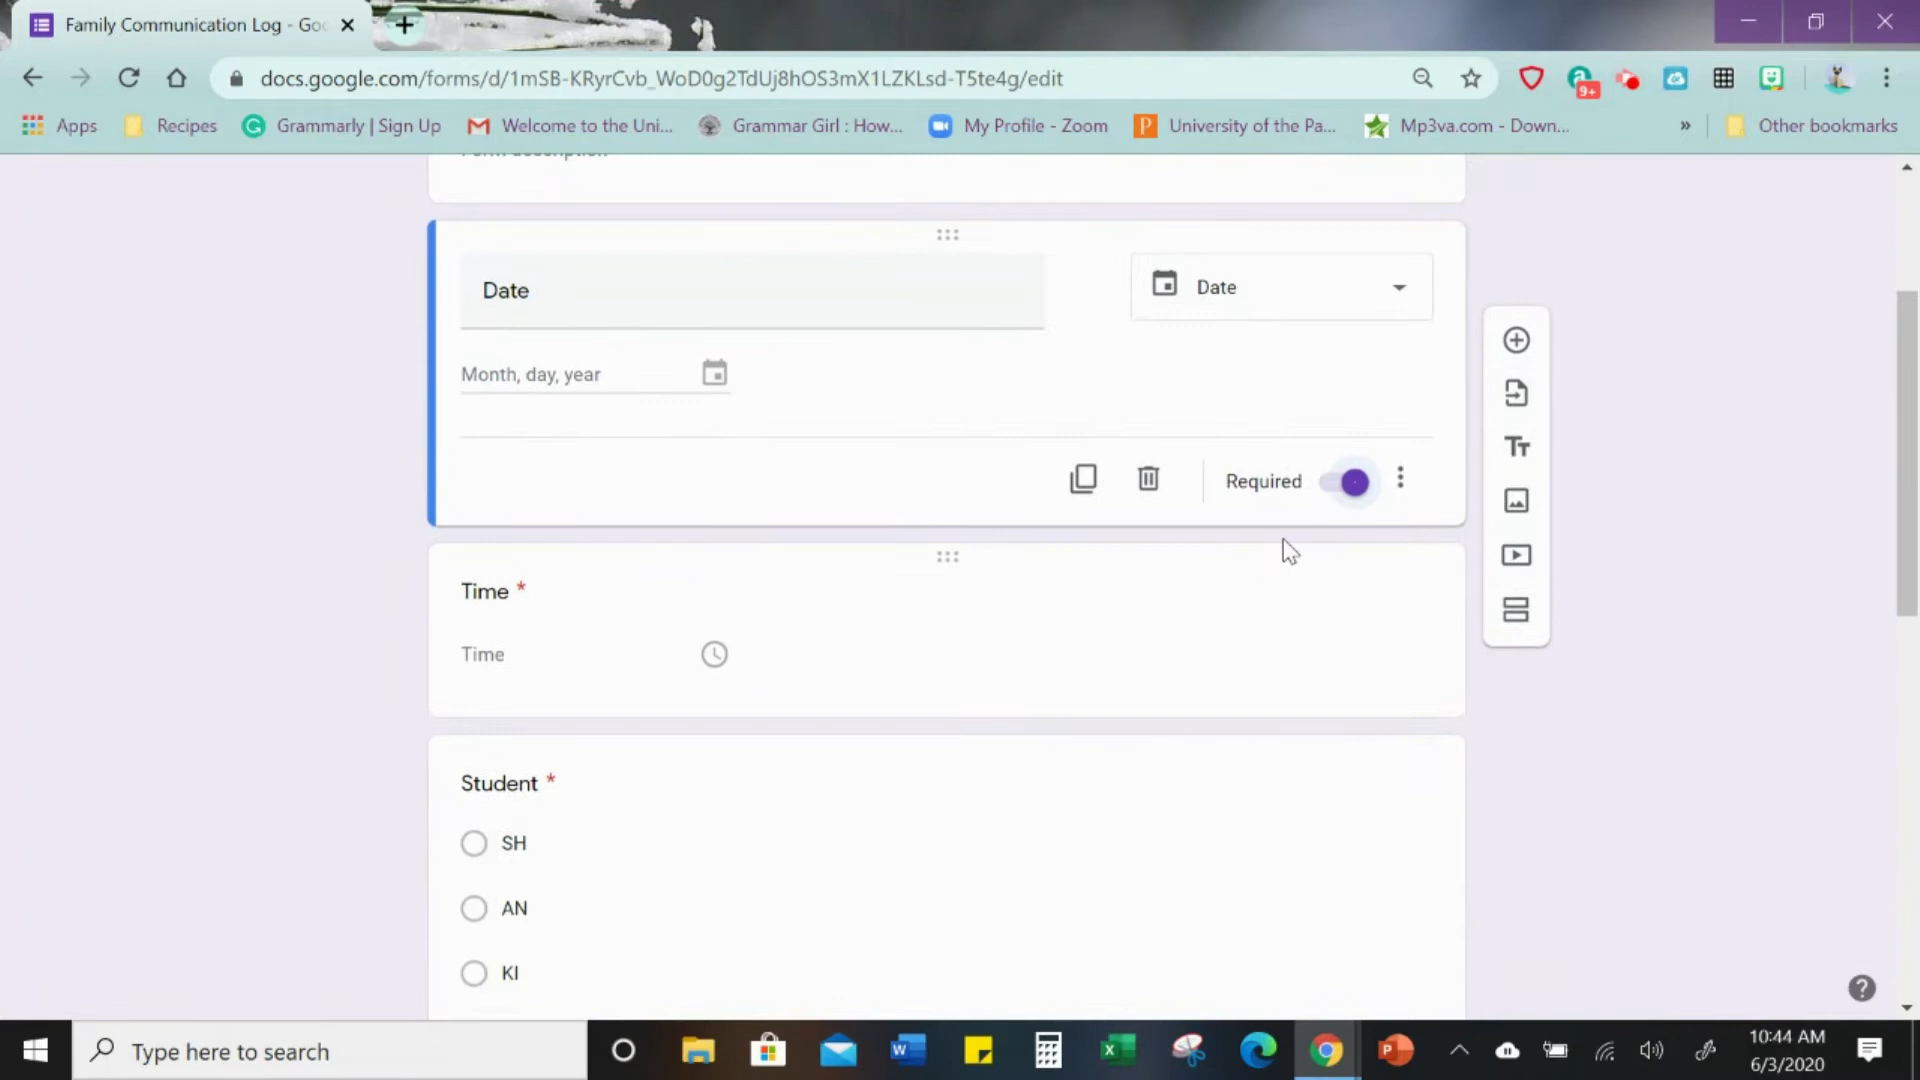 Family Communication Log - Goo
docs.google.com/forms/d/1mSB-KRyrCvb_WoD0g2TdUj8hOS3mX1LZKLsd-T5te4g/edit
9+
Apps
Recipes
Grammarly | Sign Up
Welcome to the Uni...
Grammar Girl : How...
My Profile - Zoom
University of the Pa...
Mp3va.com - Down...
»
Other bookmarks
Form description
Date
Date
Month, day, year
Required
Time *
Time
Student *
SH
AN
KI
Type here to search
10:44 AM
6/3/2020